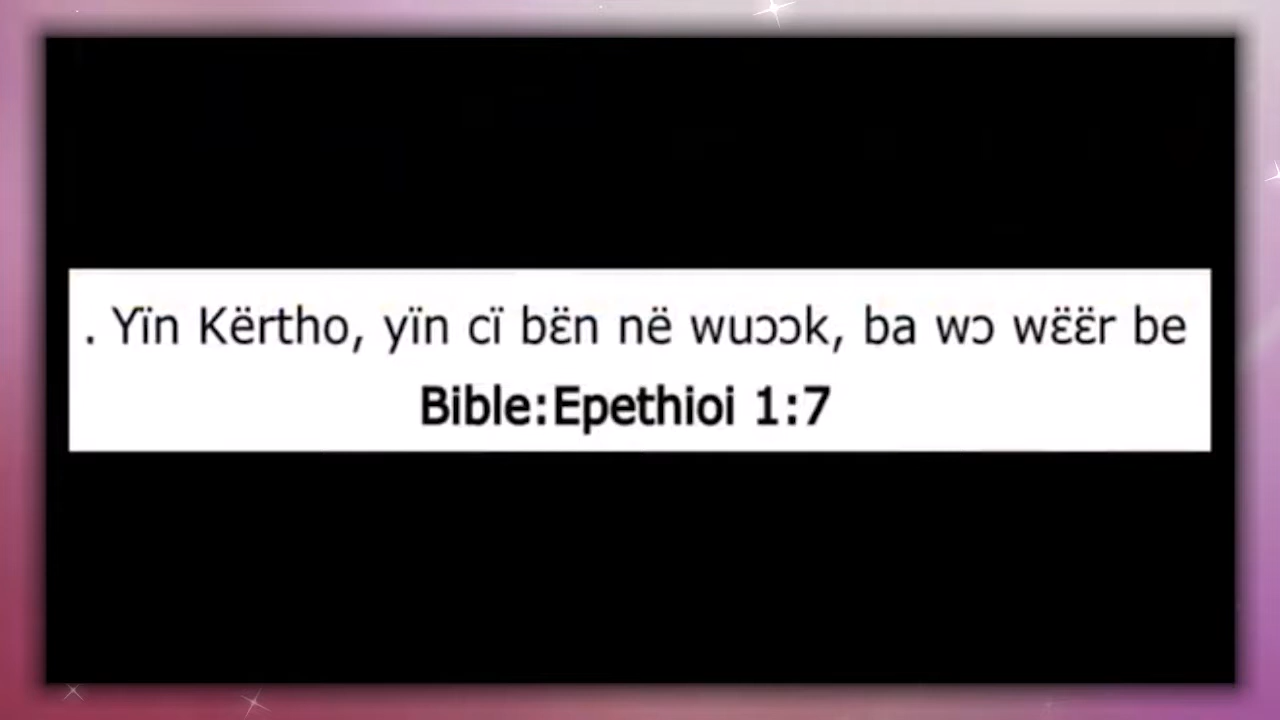 . Yïn Kërtho, yïn cï bɛ̈n në wuɔɔk, ba wɔ wɛ̈ɛ̈r be
Bible:Epethioi 1:7